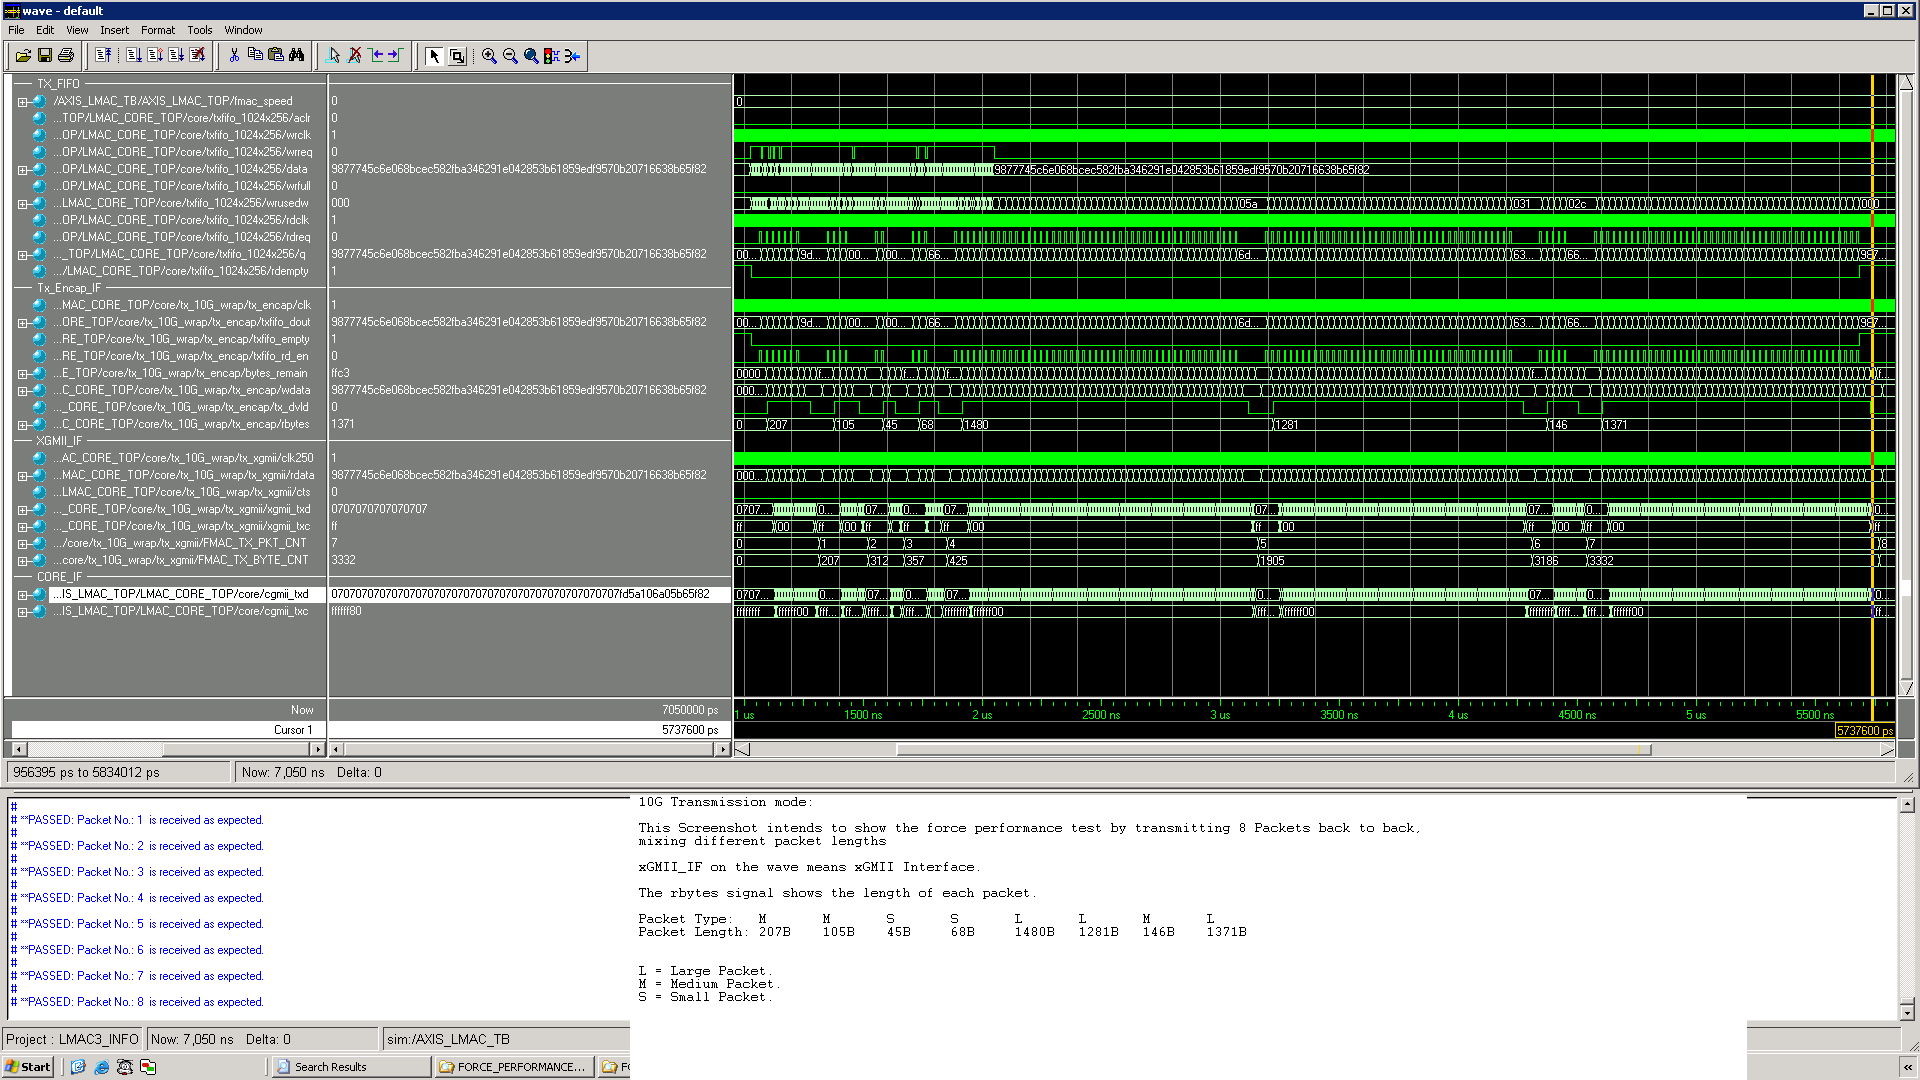 wave - default
File Edit View Insert Format Tools Window
TX_FIFO
/AXIS_LMAC_TB/AXIS_LMAC_TOP/fmac_speed 0 0
...TOP/LMAC_CORE_TOP/core/txfifo_1024x256/aclr 0
...OP/LMAC_CORE_TOP/core/txfifo_1024x256/wrclk 1
...OP/LMAC_CORE_TOP/core/txfifo_1024x256/wrreq 0
...OP/LMAC_CORE_TOP/core/txfifo_1024x256/data 9877745c6e068bcec582fba346291e042853b61859edf9570b20716638b65f82 9877745c6e068bcec582fba346291e042853b61859edf9570b20716638b65f82
...OP/LMAC_CORE_TOP/core/txfifo_1024x256/wrfull 0
...LMAC_CORE_TOP/core/txfifo_1024x256/wrusedw 000 05a 031 02c 000
...OP/LMAC_CORE_TOP/core/txfifo_1024x256/rdclk 1
...OP/LMAC_CORE_TOP/core/txfifo_1024x256/rdreq 0
..._TOP/LMAC_CORE_TOP/core/txfifo_1024x256/q 9877745c6e068bcec582fba346291e042853b61859edf9570b20716638b65f82 00... 9d... 00... 00... 66... 6d... 63... 66... 987...
.../LMAC_CORE_TOP/core/txfifo_1024x256/rdempty 1
Tx_Encap_IF
...MAC_CORE_TOP/core/tx_10G_wrap/tx_encap/clk 1
...ORE_TOP/core/tx_10G_wrap/tx_encap/txfifo_dout 9877745c6e068bcec582fba346291e042853b61859edf9570b20716638b65f82 00... 9d... 00... 00... 66... 6d... 63... 66... 987...
...RE_TOP/core/tx_10G_wrap/tx_encap/txfifo_empty 1
...RE_TOP/core/tx_10G_wrap/tx_encap/txfifo_rd_en 0
...E_TOP/core/tx_10G_wrap/tx_encap/bytes_remain ffc3 0000 f... f... f... f... f...
...C_CORE_TOP/core/tx_10G_wrap/tx_encap/wdata 9877745c6e068bcec582fba346291e042853b61859edf9570b20716638b65f82 000...
..._CORE_TOP/core/tx_10G_wrap/tx_encap/tx_dvld 0
...C_CORE_TOP/core/tx_10G_wrap/tx_encap/rbytes 1371 0 207 105 45 68 1480 1281 146 1371
XGMII_IF
...AC_CORE_TOP/core/tx_10G_wrap/tx_xgmii/clk250 1
...MAC_CORE_TOP/core/tx_10G_wrap/tx_xgmii/rdata 9877745c6e068bcec582fba346291e042853b61859edf9570b20716638b65f82 000...
...LMAC_CORE_TOP/core/tx_10G_wrap/tx_xgmii/cts 0
..._CORE_TOP/core/tx_10G_wrap/tx_xgmii/xgmii_txd 0707070707070707 0707... 0... 07... 0... 07... 07... 07... 0... 0...
..._CORE_TOP/core/tx_10G_wrap/tx_xgmii/xgmii_txc ff ff 00 ff 00 ff ff ff 00 ff 00 ff 00 ff 00 ff
.../core/tx_10G_wrap/tx_xgmii/FMAC_TX_PKT_CNT 7 0 1 2 3 4 5 6 7 8
...core/tx_10G_wrap/tx_xgmii/FMAC_TX_BYTE_CNT 3332 0 207 312 357 425 1905 3186 3332
CORE_IF
...IS_LMAC_TOP/LMAC_CORE_TOP/core/cgmii_txd 0707070707070707070707070707070707070707070707fd5a106a05b65f82 0707... 0... 07... 0... 07... 07... 07... 0... 0...
...IS_LMAC_TOP/LMAC_CORE_TOP/core/cgmii_txc ffffff80 ffffffff ffffff00 ffff... ff... ffff... fff... ffffffff ffffff00 fff... ffffff00 ffffffff ffff... fff... ffffff00 fff...
Now 7050000 ps 1 us 1500 ns 2 us 2500 ns 3 us 3500 ns 4 us 4500 ns 5 us 5500 ns
Cursor 1 5737600 ps 5737600 ps
956395 ps to 5834012 ps Now: 7,050 ns Delta: 0
#
# **PASSED: Packet No.: 1 is received as expected.
#
# **PASSED: Packet No.: 2 is received as expected.
#
# **PASSED: Packet No.: 3 is received as expected.
#
# **PASSED: Packet No.: 4 is received as expected.
#
# **PASSED: Packet No.: 5 is received as expected.
#
# **PASSED: Packet No.: 6 is received as expected.
#
# **PASSED: Packet No.: 7 is received as expected.
#
# **PASSED: Packet No.: 8 is received as expected.
10G Transmission mode:
This Screenshot intends to show the force performance test by transmitting 8 Packets back to back,
mixing different packet lengths
xGMII_IF on the wave means xGMII Interface.
The rbytes signal shows the length of each packet.
Packet Type: M M S S L L M L
Packet Length: 207B 105B 45B 68B 1480B 1281B 146B 1371B
L = Large Packet.
M = Medium Packet.
S = Small Packet.
Project : LMAC3_INFO Now: 7,050 ns Delta: 0 sim:/AXIS_LMAC_TB
Start Search Results FORCE_PERFORMANCE...